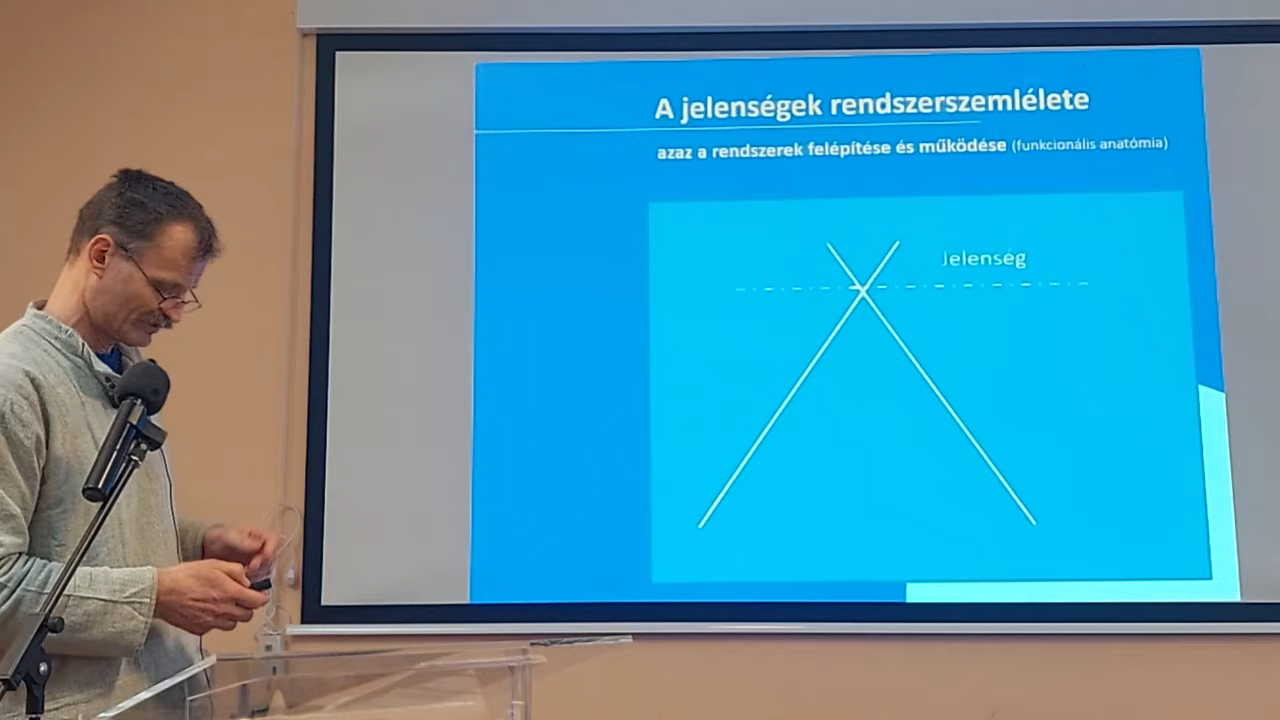 A jelenségek rendszerszemlélete
azaz a rendszerek felépítése és működése (funkcionális anatómia)
Jelenség